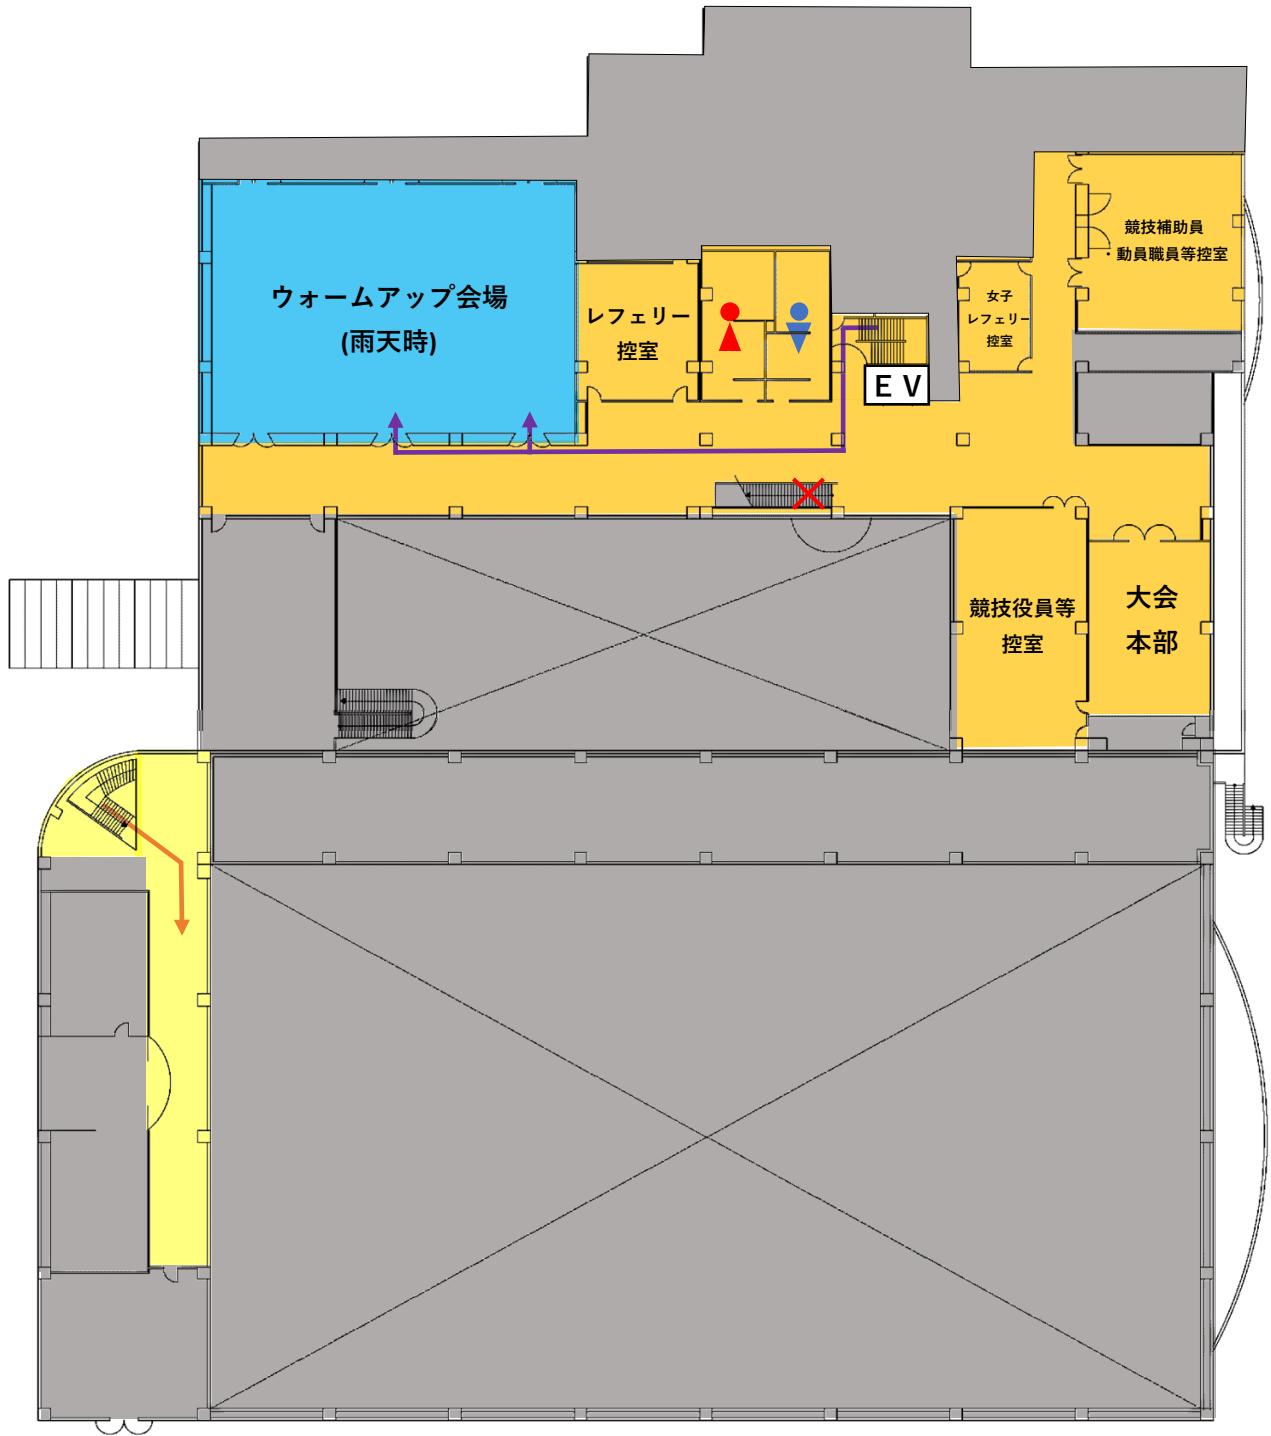 ウォームアップ会場
(雨天時)
レフェリー
控室
ＥＶ
女子
レフェリー
控室
競技補助員
・動員職員等控室
競技役員等
控室
大会
本部